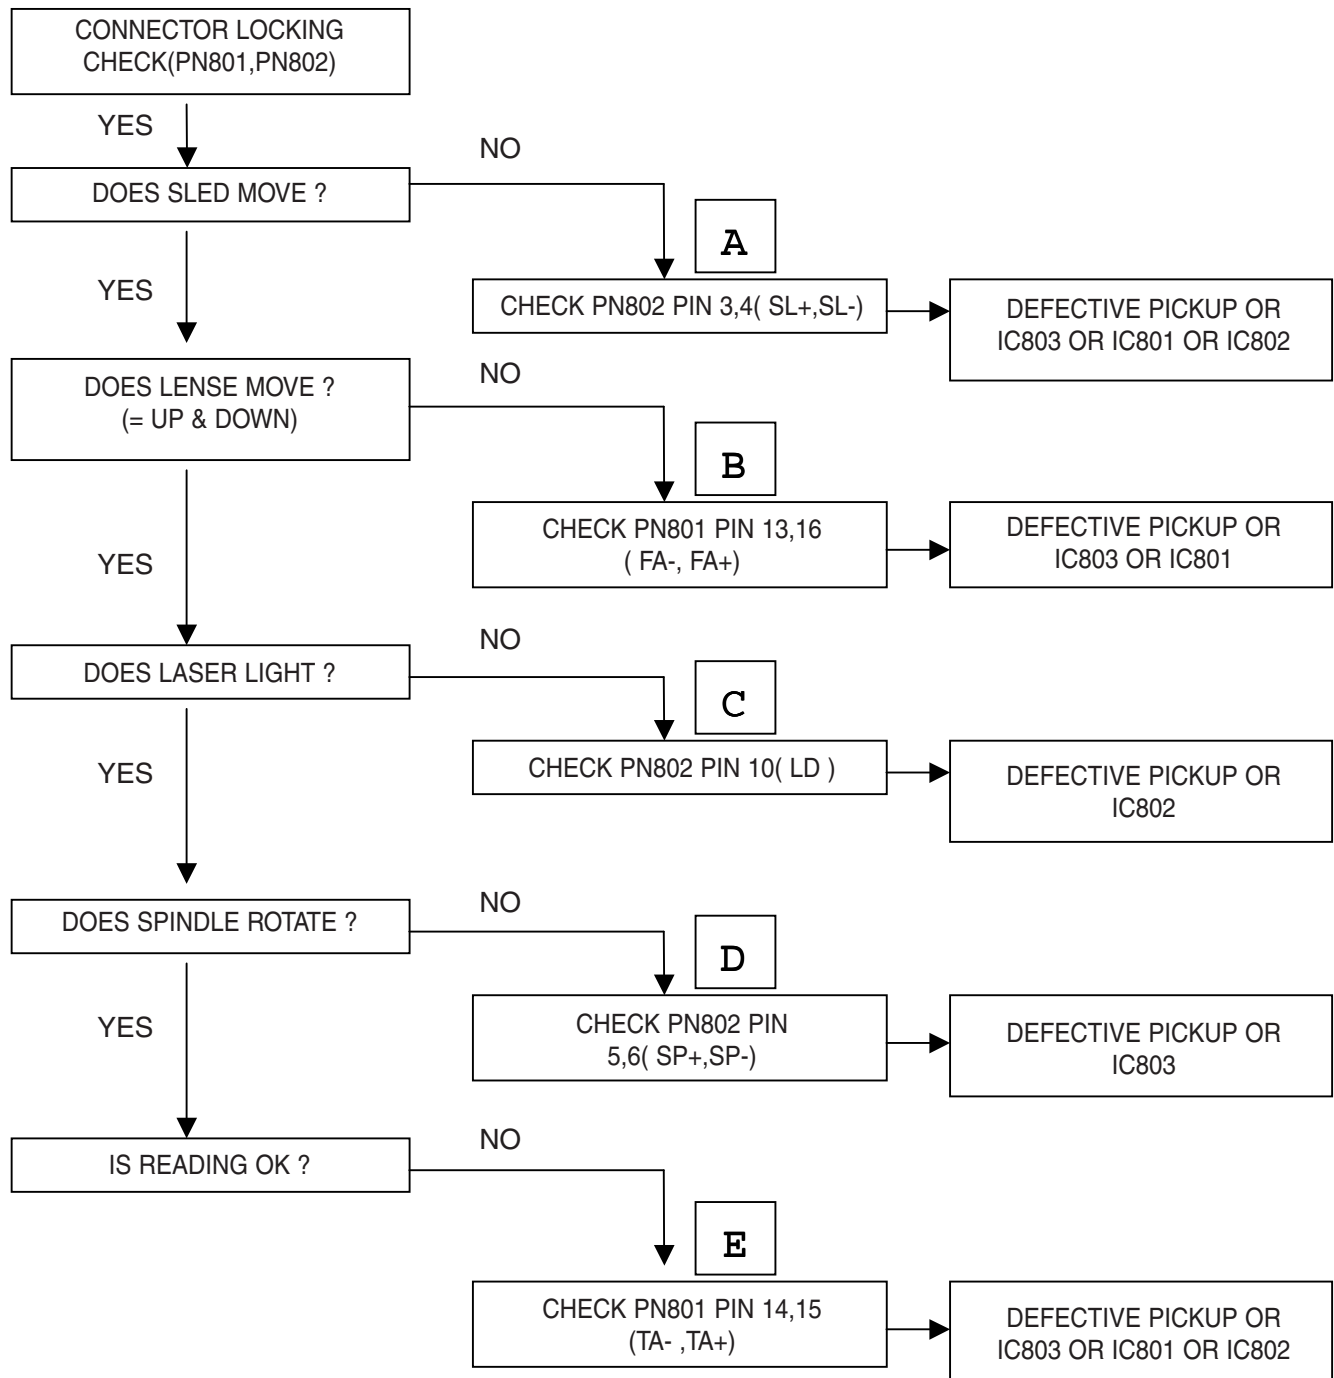 CONNECTOR LOCKING
CHECK(PN801,PN802)
YES
NO
DOES SLED MOVE ?
A
YES
CHECK PN802 PIN 3,4( SL+,SL-)
DEFECTIVE PICKUP OR
IC803 OR IC801 OR IC802
NO
DOES LENSE MOVE ?
(= UP & DOWN)
B
YES
CHECK PN801 PIN 13,16
( FA-, FA+)
DEFECTIVE PICKUP OR
IC803 OR IC801
NO
DOES LASER LIGHT ?
C
YES
CHECK PN802 PIN 10( LD )
DEFECTIVE PICKUP OR
IC802
NO
DOES SPINDLE ROTATE ?
D
YES
CHECK PN802 PIN
5,6( SP+,SP-)
DEFECTIVE PICKUP OR
IC803
NO
IS READING OK ?
E
CHECK PN801 PIN 14,15
(TA- ,TA+)
DEFECTIVE PICKUP OR
IC803 OR IC801 OR IC802